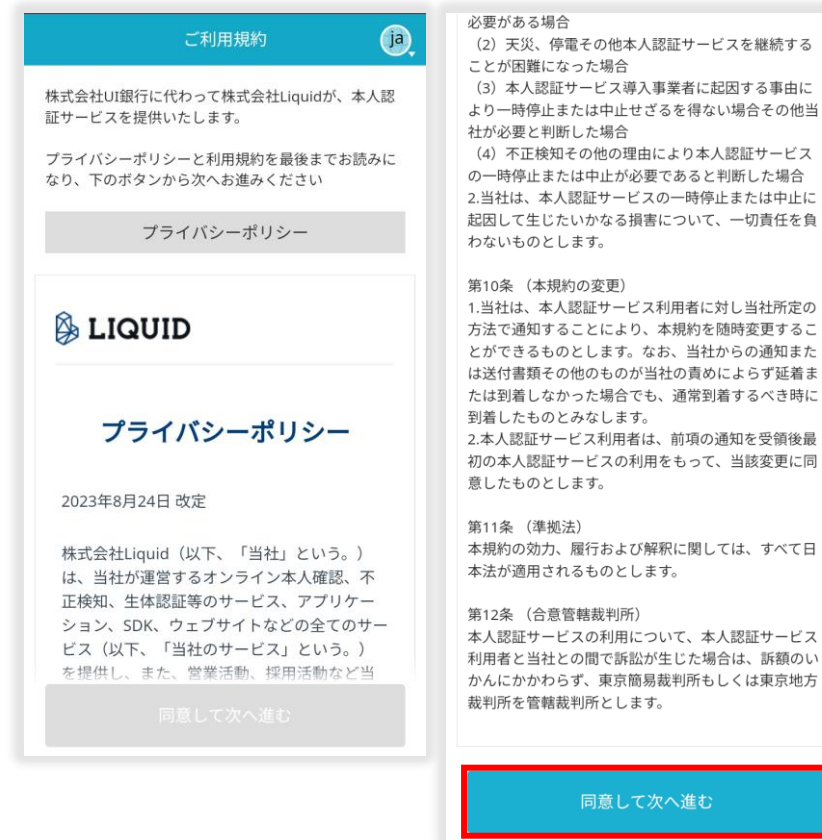 ご利用規約
ja
株式会社UI銀行に代わって株式会社Liquidが、本人認
証サービスを提供いたします。
プライバシーポリシーと利用規約を最後までお読みに
なり、下のボタンから次へお進みください
プライバシーポリシー
LIQUID
プライバシーポリシー
2023年8月24日 改定
株式会社Liquid（以下、「当社」という。）
は、当社が運営するオンライン本人確認、不
正検知、生体認証等のサービス、アプリケー
ション、SDK、ウェブサイトなどの全てのサー
ビス（以下、「当社のサービス」という。）
を提供し、また、営業活動、採用活動など当
同意して次へ進む
必要がある場合
（2）天災、停電その他本人認証サービスを継続する
ことが困難になった場合
（3）本人認証サービス導入事業者に起因する事由に
より一時停止または中止せざるを得ない場合その他当
社が必要と判断した場合
（4）不正検知その他の理由により本人認証サービス
の一時停止または中止が必要であると判断した場合
2.当社は、本人認証サービスの一時停止または中止に
起因して生じたいかなる損害について、一切責任を負
わないものとします。
第10条 （本規約の変更）
1.当社は、本人認証サービス利用者に対し当社所定の
方法で通知することにより、本規約を随時変更するこ
とができるものとします。なお、当社からの通知また
は送付書類その他のものが当社の責めによらず延着ま
たは到着しなかった場合でも、通常到着するべき時に
到着したものとみなします。
2.本人認証サービス利用者は、前項の通知を受領後最
初の本人認証サービスの利用をもって、当該変更に同
意したものとします。
第11条 （準拠法）
本規約の効力、履行および解釈に関しては、すべて日
本法が適用されるものとします。
第12条 （合意管轄裁判所）
本人認証サービスの利用について、本人認証サービス
利用者と当社との間で訴訟が生じた場合は、訴額のい
かんにかかわらず、東京簡易裁判所もしくは東京地方
裁判所を管轄裁判所とします。
同意して次へ進む